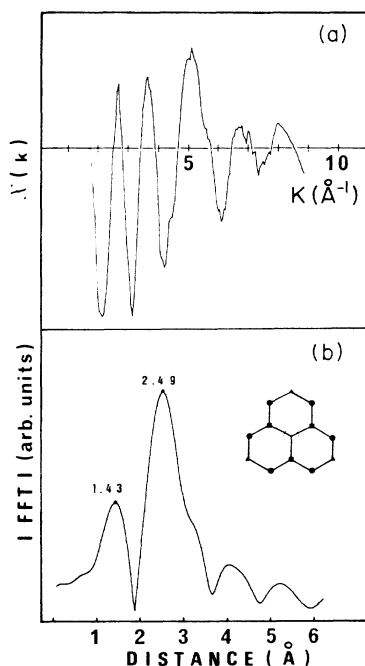 (a)
χ(k)
5
10
K(Å⁻¹)
(b)
2.49
1.43
| FFT | (arb. units)
1 2 3 4 5 6
DISTANCE (Å)